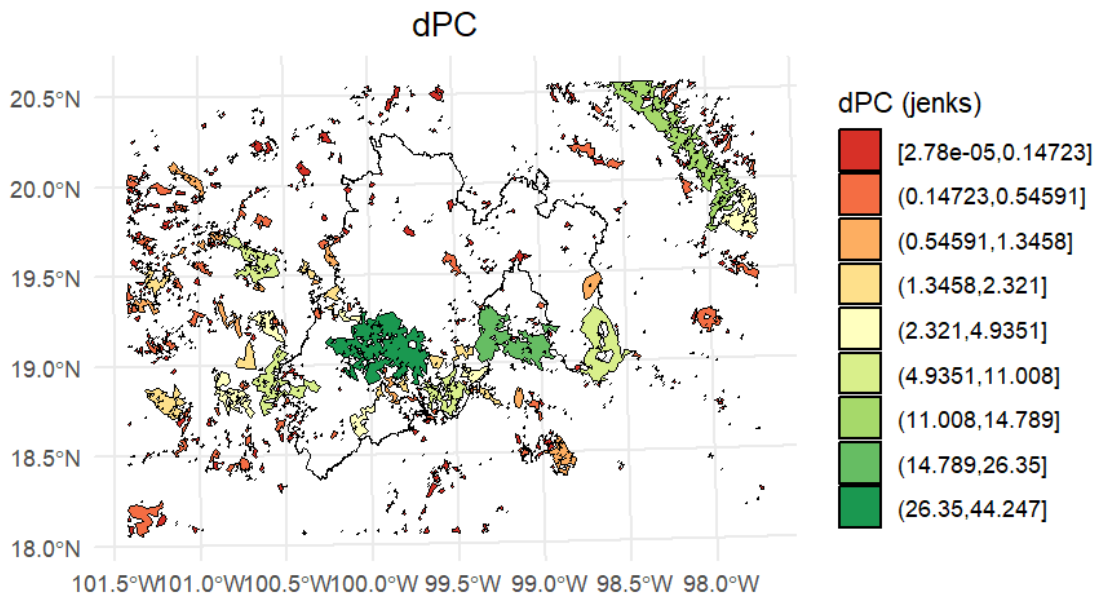 dPC
20.5°N
20.0°N
19.5°N
19.0°N
18.5°N
18.0°N
101.5°W 101.0°W 100.5°W 100.0°W 99.5°W 99.0°W 98.5°W 98.0°W
dPC (jenks)
[2.78e-05,0.14723]
(0.14723,0.54591]
(0.54591,1.3458]
(1.3458,2.321]
(2.321,4.9351]
(4.9351,11.008]
(11.008,14.789]
(14.789,26.35]
(26.35,44.247]